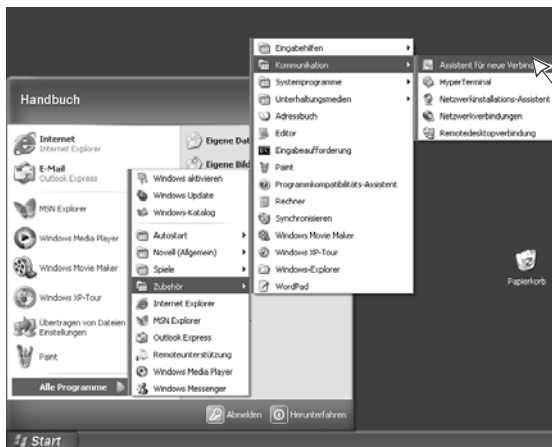 Handbuch
Internet
Internet Explorer
E-Mail
Outlook Express
MSN Explorer
Windows Media Player
Windows Movie Maker
Windows XP-Tour
Übertragen von Dateien
Einstellungen
Paint
Alle Programme
Eigene Dat
Eigene Bild
Windows aktivieren
Windows Update
Windows-Katalog
Autostart
Novell (Allgemein)
Spiele
Zubehör
Internet Explorer
MSN Explorer
Outlook Express
Remoteunterstützung
Windows Media Player
Windows Messenger
Eingabehilfen
Kommunikation
Systemprogramme
Unterhaltungsmedien
Adressbuch
Editor
Eingabeaufforderung
Paint
Programmkompatibilitäts-Assistent
Rechner
Synchronisieren
Windows Movie Maker
Windows XP-Tour
Windows-Explorer
WordPad
Assistent für neue Verbind
HyperTerminal
Netzwerkinstallations-Assistent
Netzwerkverbindungen
Remotedesktopverbindung
Papierkorb
Abmelden
Herunterfahren
Start